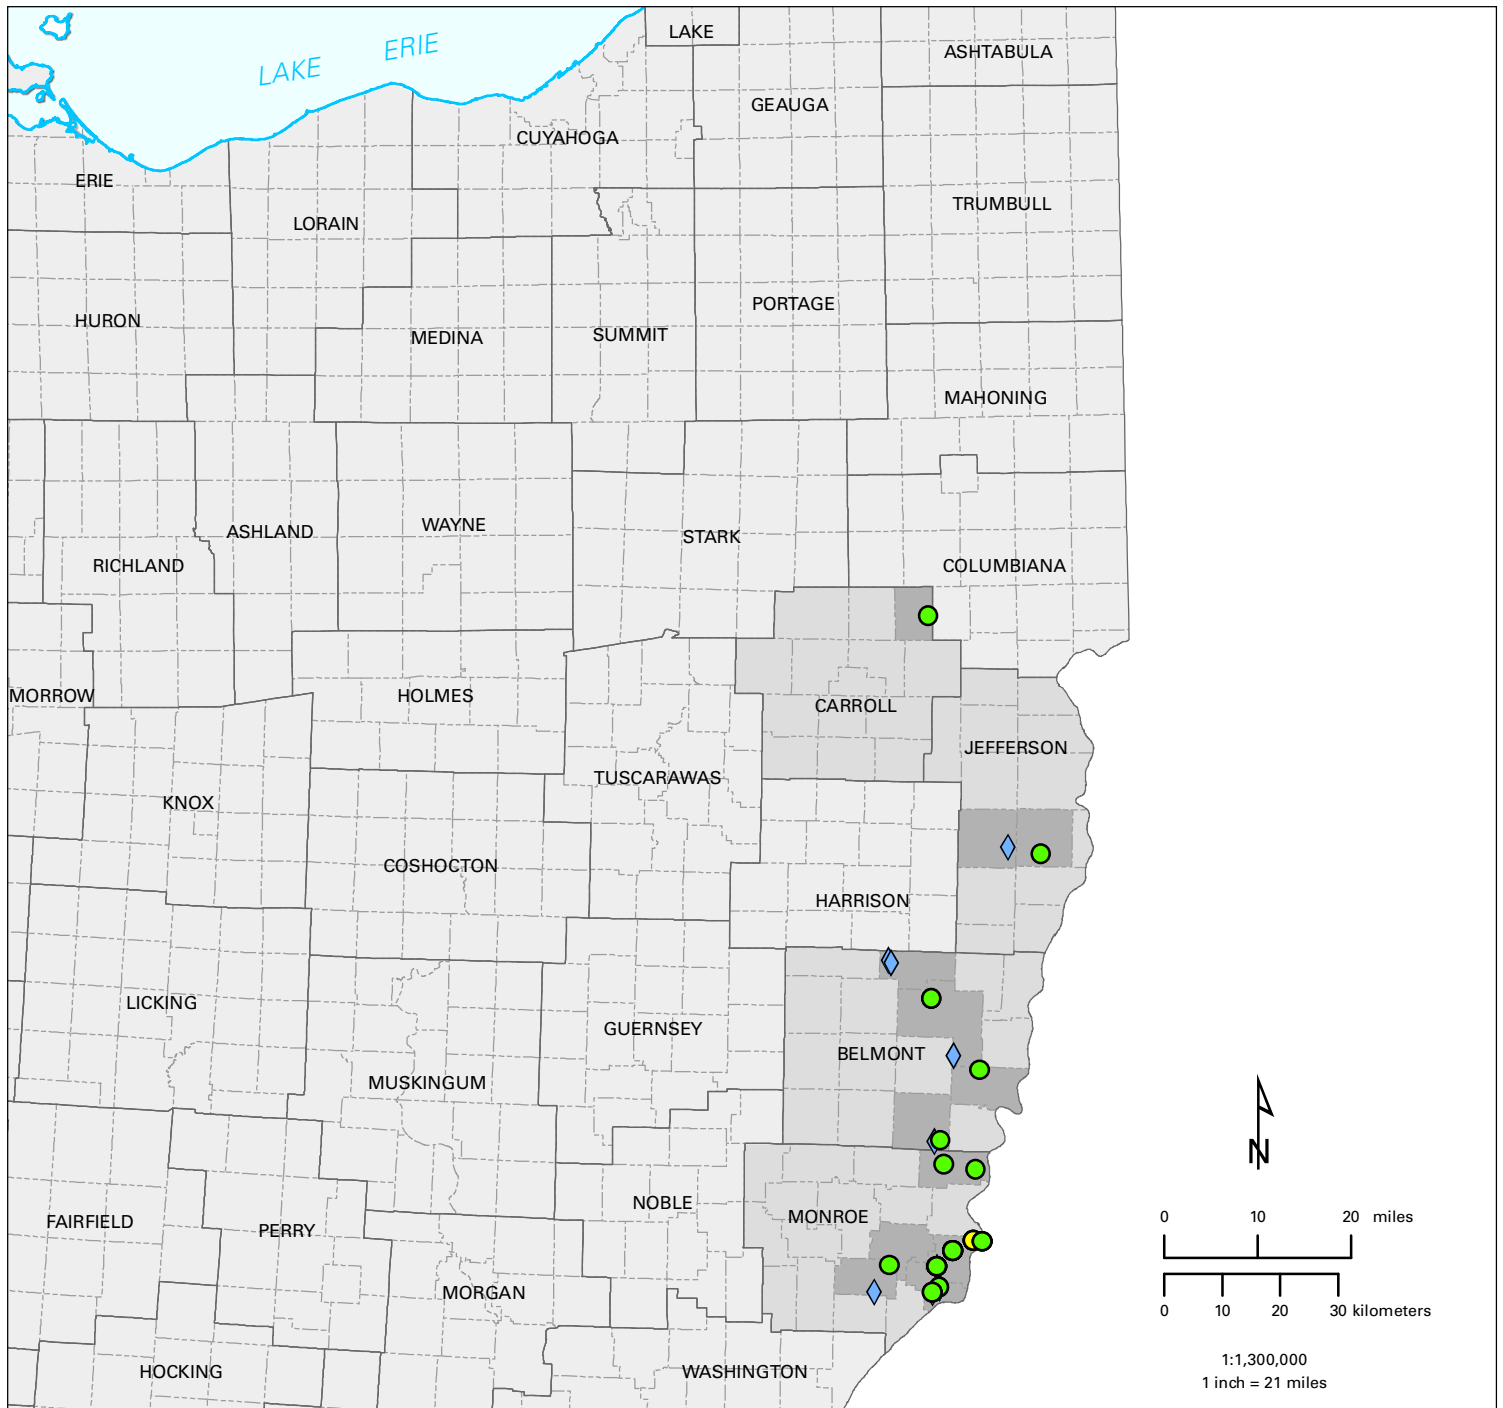 LAKE
ASHTABULA
LAKE ERIE
GEAUGA
CUYAHOGA
ERIE
TRUMBULL
LORAIN
PORTAGE
HURON
SUMMIT
MEDINA
MAHONING
WAYNE
ASHLAND
STARK
RICHLAND
COLUMBIANA
MORROW
HOLMES
CARROLL
JEFFERSON
TUSCARAWAS
KNOX
COSHOCTON
HARRISON
LICKING
GUERNSEY
BELMONT
MUSKINGUM
N
NOBLE
MONROE
0 10 20 miles
FAIRFIELD
PERRY
MORGAN
0 10 20 30 kilometers
1:1,300,000
HOCKING
WASHINGTON
1 inch = 21 miles